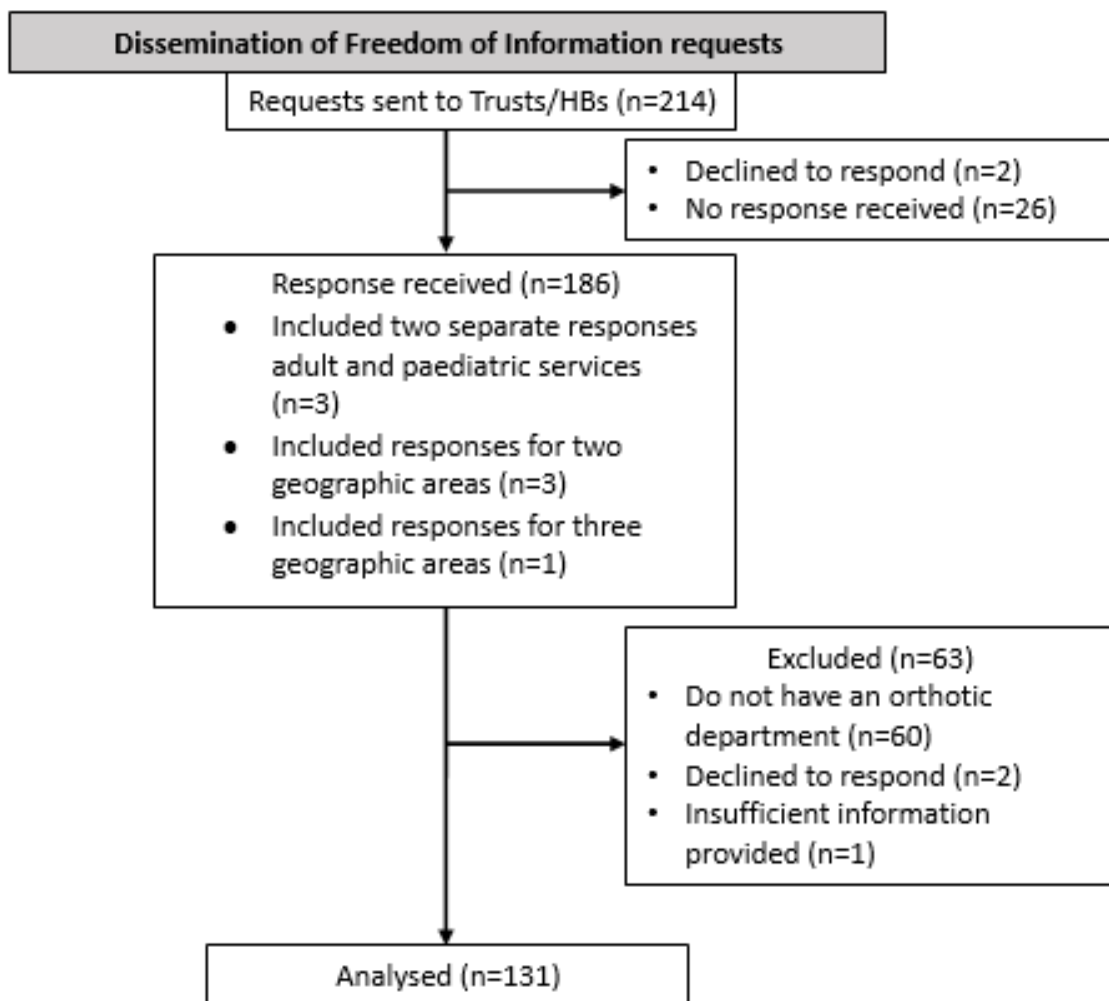 Dissemination of Freedom of Information requests
Requests sent to Trusts/HBs (n=214)
• Declined to respond (n=2)
• No response received (n=26)
Response received (n=186)
● Included two separate responses
adult and paediatric services
(n=3)
● Included responses for two
geographic areas (n=3)
● Included responses for three
geographic areas (n=1)
Excluded (n=63)
• Do not have an orthotic
department (n=60)
• Declined to respond (n=2)
• Insufficient information
provided (n=1)
Analysed (n=131)